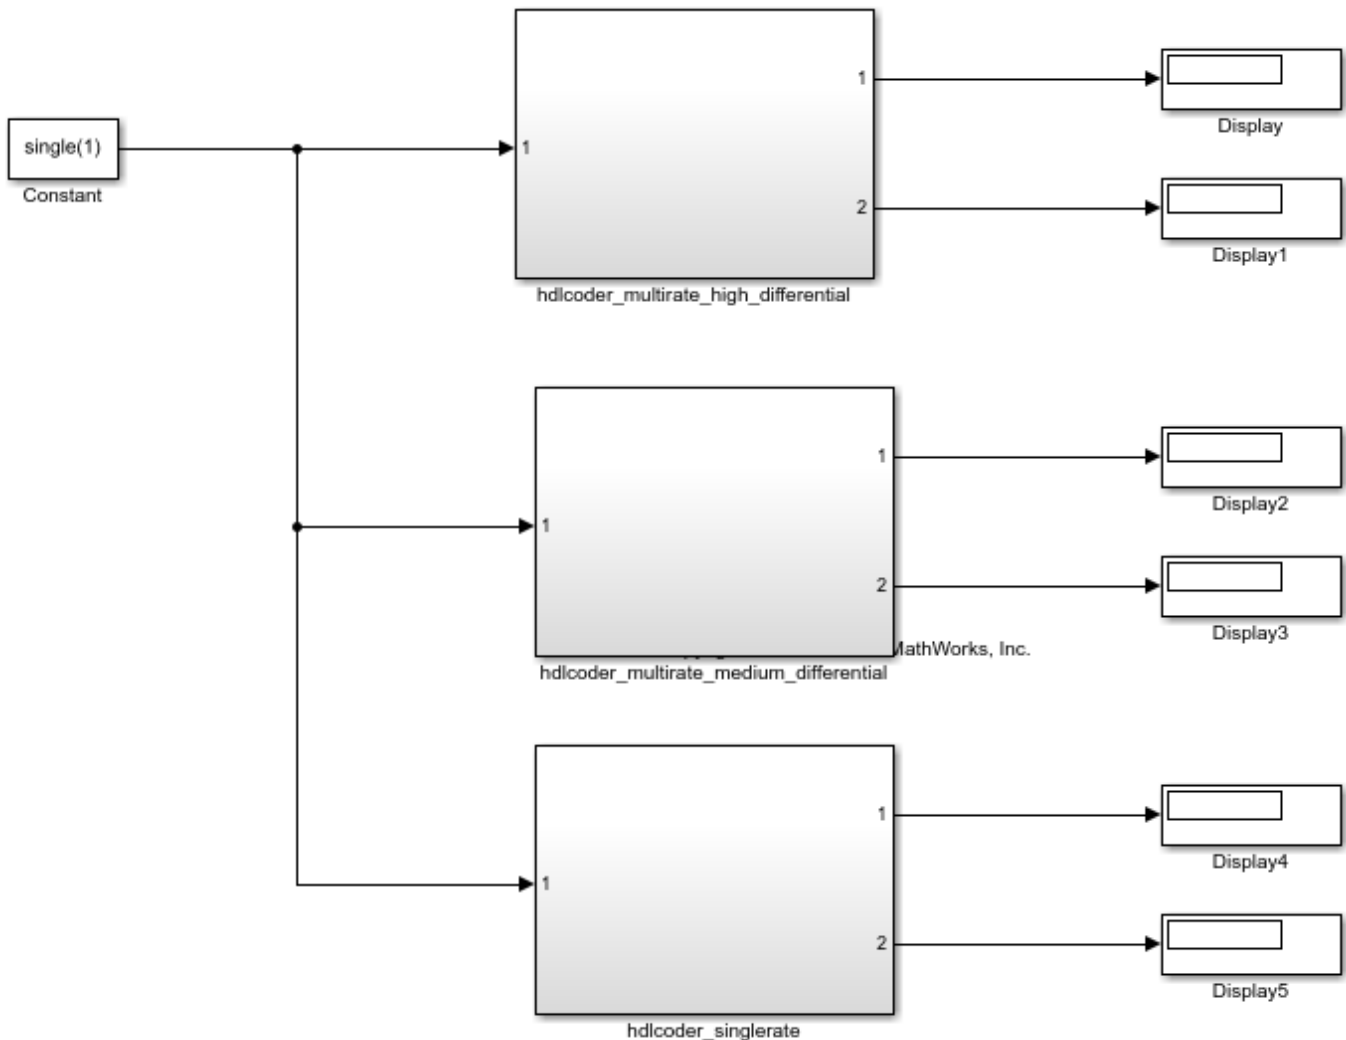 1
Display
single(1)
1
Constant
2
Display1
hdlcoder_multirate_high_differential
1
Display2
1
2
Display3
MathWorks, Inc.
hdlcoder_multirate_medium_differential
1
Display4
1
2
Display5
hdlcoder_singlerate